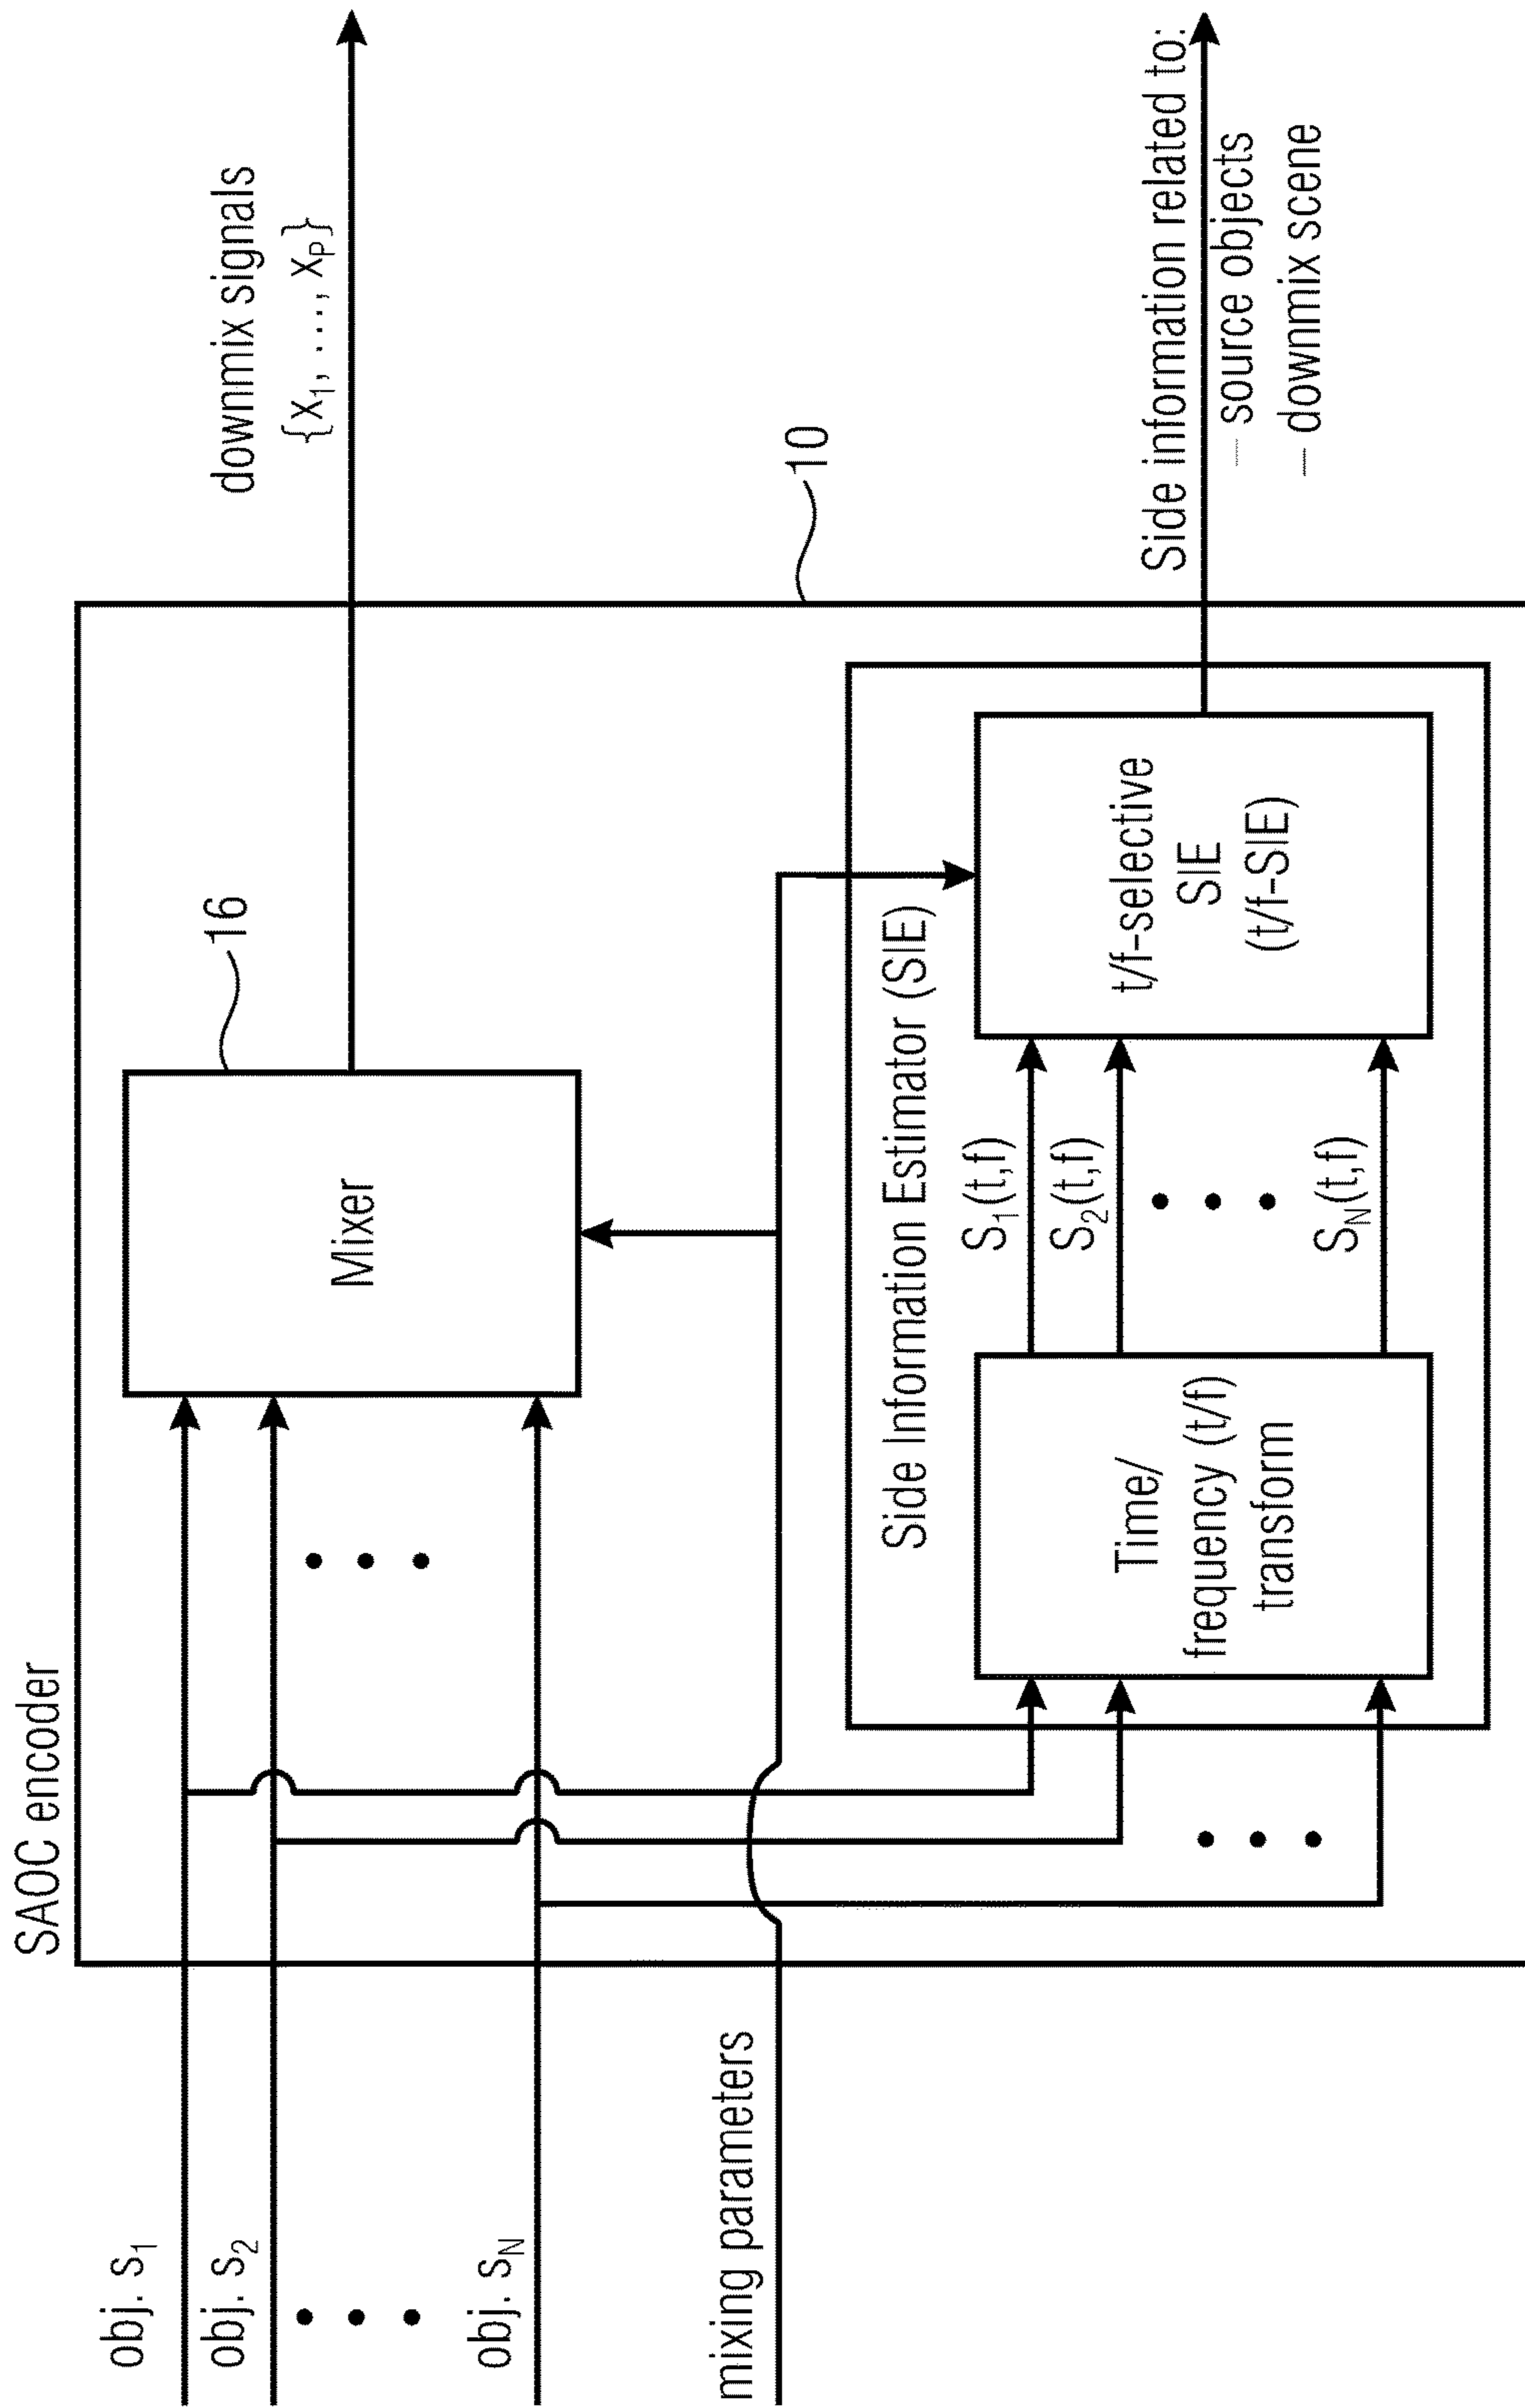 SAOC encoder
obj. s1
obj. s2
obj. sN
mixing parameters
Mixer
16
downmix signals
{x1, ..., xP}
10
Side Information Estimator (SIE)
Time/
frequency (t/f)
transform
S1(t,f)
S2(t,f)
SN(t,f)
t/f-selective
SIE
(t/f-SIE)
Side information related to:
– source objects
– downmix scene